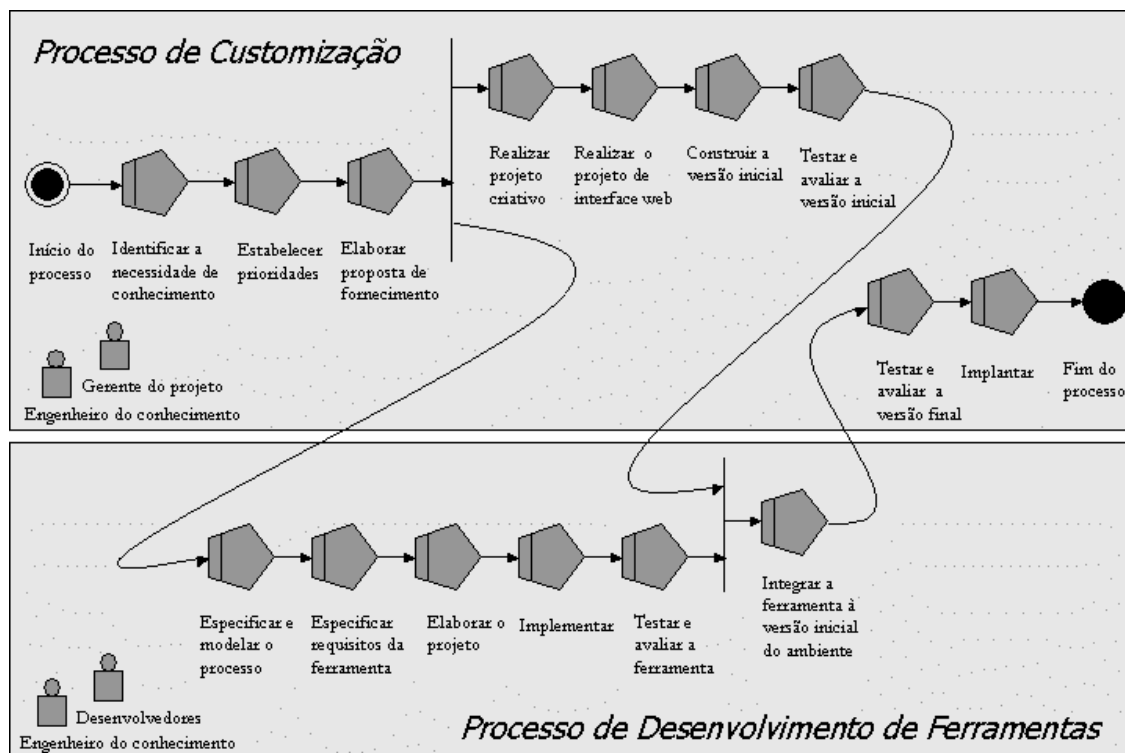 Processo de Customização
Realizar
projeto
criativo
Realizar o
projeto de
interface web
Construir a
versão inicial
Testar e
avaliar a
versão inicial
Início do
processo
Identificar a
necessidade de
conhecimento
Estabelecer
prioridades
Elaborar
proposta de
fornecimento
Testar e
avaliar a
versão final
Implantar
Fim do
processo
Gerente do projeto
Engenheiro do conhecimento
Especificar e
modelar o
processo
Especificar
requisitos da
ferramenta
Elaborar o
projeto
Implementar
Testar e
avaliar a
ferramenta
Integrar a
ferramenta à
versão inicial
do ambiente
Desenvolvedores
Engenheiro do conhecimento
Processo de Desenvolvimento de Ferramentas